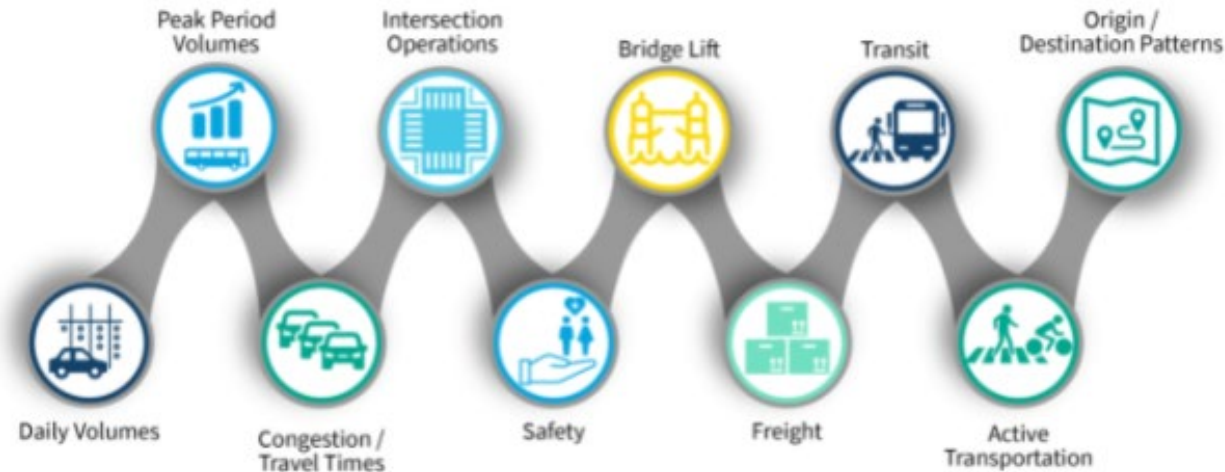 Peak Period
Volumes
Intersection
Operations
Bridge Lift
Transit
Origin /
Destination Patterns
Daily Volumes
Congestion /
Travel Times
Safety
Freight
Active
Transportation